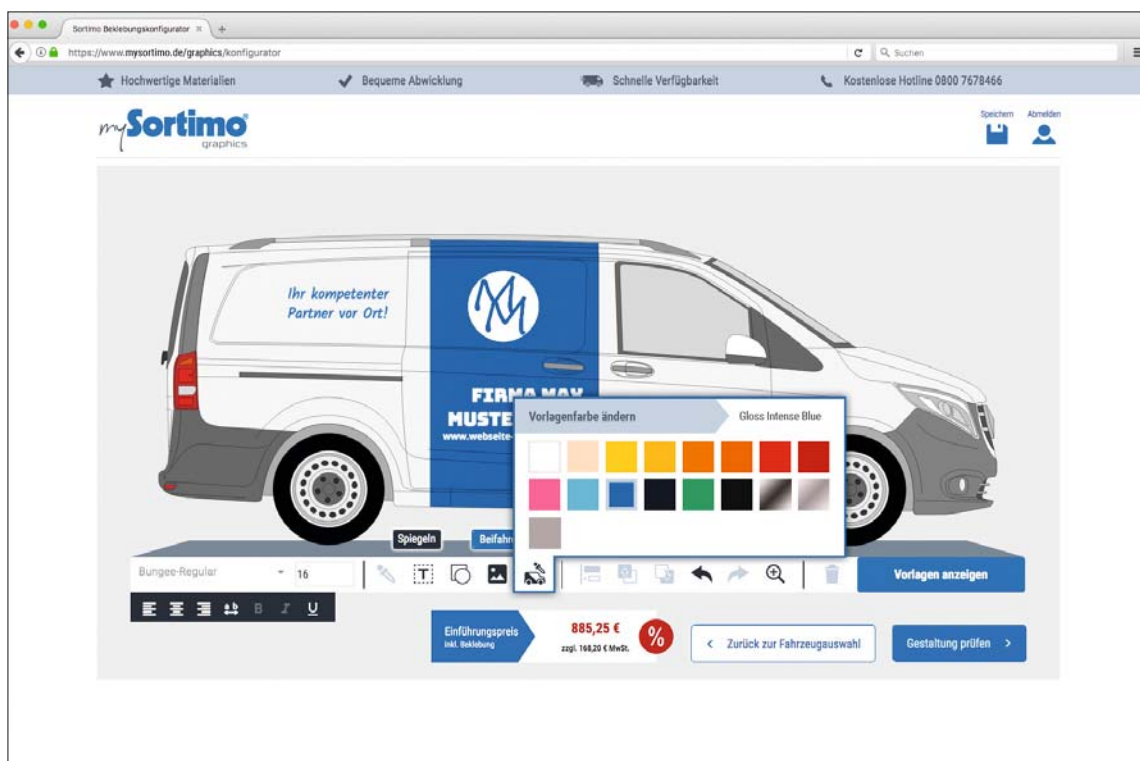 Sortimo Beklebungskonfigurator
https://www.mysortimo.de/graphics/konfigurator
Suchen
Hochwertige Materialien
Bequeme Abwicklung
Schnelle Verfügbarkeit
Kostenlose Hotline 0800 7678466
mySortimo®
graphics
Speichern
Abmelden
Ihr kompetenter
Partner vor Ort!
FIRMA MAX
MUSTE
www.webseite-
Vorlagenfarbe ändern
Gloss Intense Blue
Spiegeln
Beifahr
Bungee-Regular
16
T
Vorlagen anzeigen
a b B I U
Einführungspreis
inkl. Beklebung
885,25 €
zzgl. 168,20 € MwSt.
%
Zurück zur Fahrzeugauswahl
Gestaltung prüfen